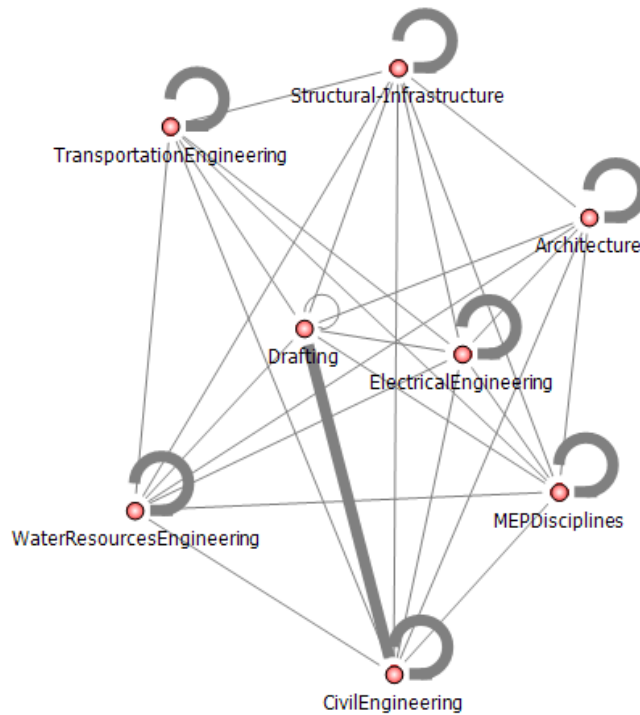 Structural-Infrastructure
TransportationEngineering
Architecture
Drafting
ElectricalEngineering
MEPDisciplines
WaterResourcesEngineering
CivilEngineering